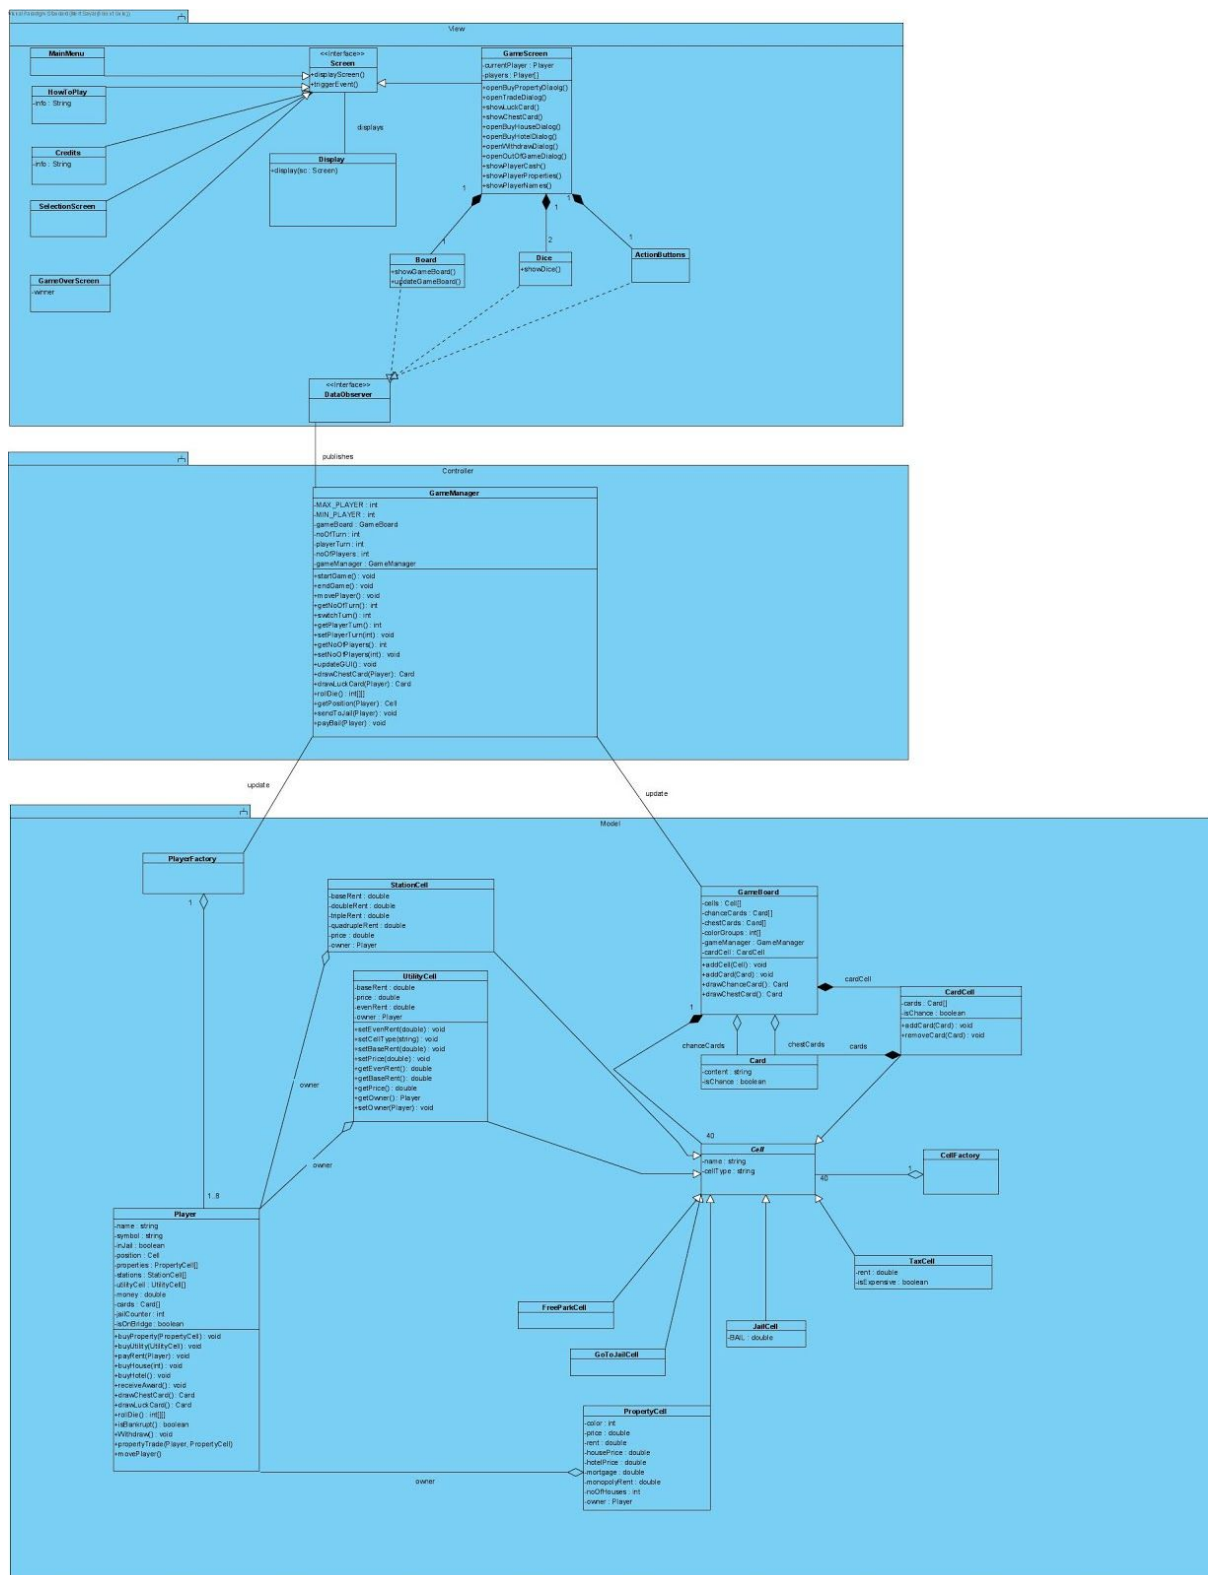 View
MainMenu
HowToPlay
-info : String
Credits
-info : String
SelectionScreen
GameOverScreen
-winner
<<Interface>>
Screen
+displayScreen()
+triggerEvent()
displays
Display
+display(sc : Screen)
GameScreen
-currentPlayer : Player
-players : Player[]
+openBuyPropertyDiaolg()
+openTradeDialog()
+showLuckCard()
+showChestCard()
+openBuyHouseDialog()
+openBuyHotelDialog()
+openWithdrawDialog()
+openOutOfGameDialog()
+showPlayerCash()
+showPlayerProperties()
+showPlayerNames()
1
1
1
1
2
1
Board
+showGameBoard()
+updateGameBoard()
Dice
+showDice()
ActionButtons
<<Interface>>
DataObserver
publishes
Controller
GameManager
-MAX_PLAYER : int
-MIN_PLAYER : int
-gameBoard : GameBoard
-noOfTurn : int
-playerTurn : int
-noOfPlayers : int
-gameManager : GameManager
+startGame() : void
+endGame() : void
+movePlayer() : void
+getNoOfTurn() : int
+switchTurn() : int
+getPlayerTurn() : int
+setPlayerTurn(int) : void
+getNoOfPlayers() : int
+setNoOfPlayers(int) : void
+updateGUI() : void
+drawChestCard(Player) : Card
+drawLuckCard(Player) : Card
+rollDie() : int[][]
+getPosition(Player) : Cell
+sendToJail(Player) : void
+payBail(Player) : void
update
update
Model
PlayerFactory
1
1..8
StationCell
-baseRent : double
-doubleRent : double
-tripleRent : double
-quadrupleRent : double
-price : double
-owner : Player
UtilityCell
-baseRent : double
-price : double
-evenRent : double
-owner : Player
+setEvenRent(double) : void
+setCellType(string) : void
+setBaseRent(double) : void
+setPrice(double) : void
+getEvenRent() : double
+getBaseRent() : double
+getPrice() : double
+getOwner() : Player
+setOwner(Player) : void
owner
owner
GameBoard
-cells : Cell[]
-chanceCards : Card[]
-chestCards : Card[]
-colorGroups : int[]
-gameManager : GameManager
-cardCell : CardCell
+addCell(Cell) : void
+addCard(Card) : void
+drawChanceCard() : Card
+drawChestCard() : Card
cardCell
1
CardCell
-cards : Card[]
-isChance : boolean
+addCard(Card) : void
+removeCard(Card) : void
chanceCards
chestCards
cards
Card
-content : string
-isChance : boolean
40
Cell
-name : string
-cellType : string
40
1
CellFactory
Player
-name : string
-symbol : string
-inJail : boolean
-position : Cell
-properties : PropertyCell[]
-stations : StationCell[]
-utilityCell : UtilityCell[]
-money : double
-cards : Card[]
-jailCounter : int
-isOnBridge : boolean
+buyProperty(PropertyCell) : void
+buyUtility(UtilityCell) : void
+payRent(Player) : void
+buyHouse(int) : void
+buyHotel() : void
+receiveAward() : void
+drawChestCard() : Card
+drawLuckCard() : Card
+rollDie() : int[][]
+isBankrupt() : boolean
+Withdraw() : void
+propertyTrade(Player, PropertyCell)
+movePlayer()
owner
FreeParkCell
GoToJailCell
JailCell
-BAIL : double
TaxCell
-rent : double
-isExpensive : boolean
PropertyCell
-color : int
-price : double
-rent : double
-housePrice : double
-hotelPrice : double
-mortgage : double
-monopolyRent : double
-noOfHouses : int
-owner : Player